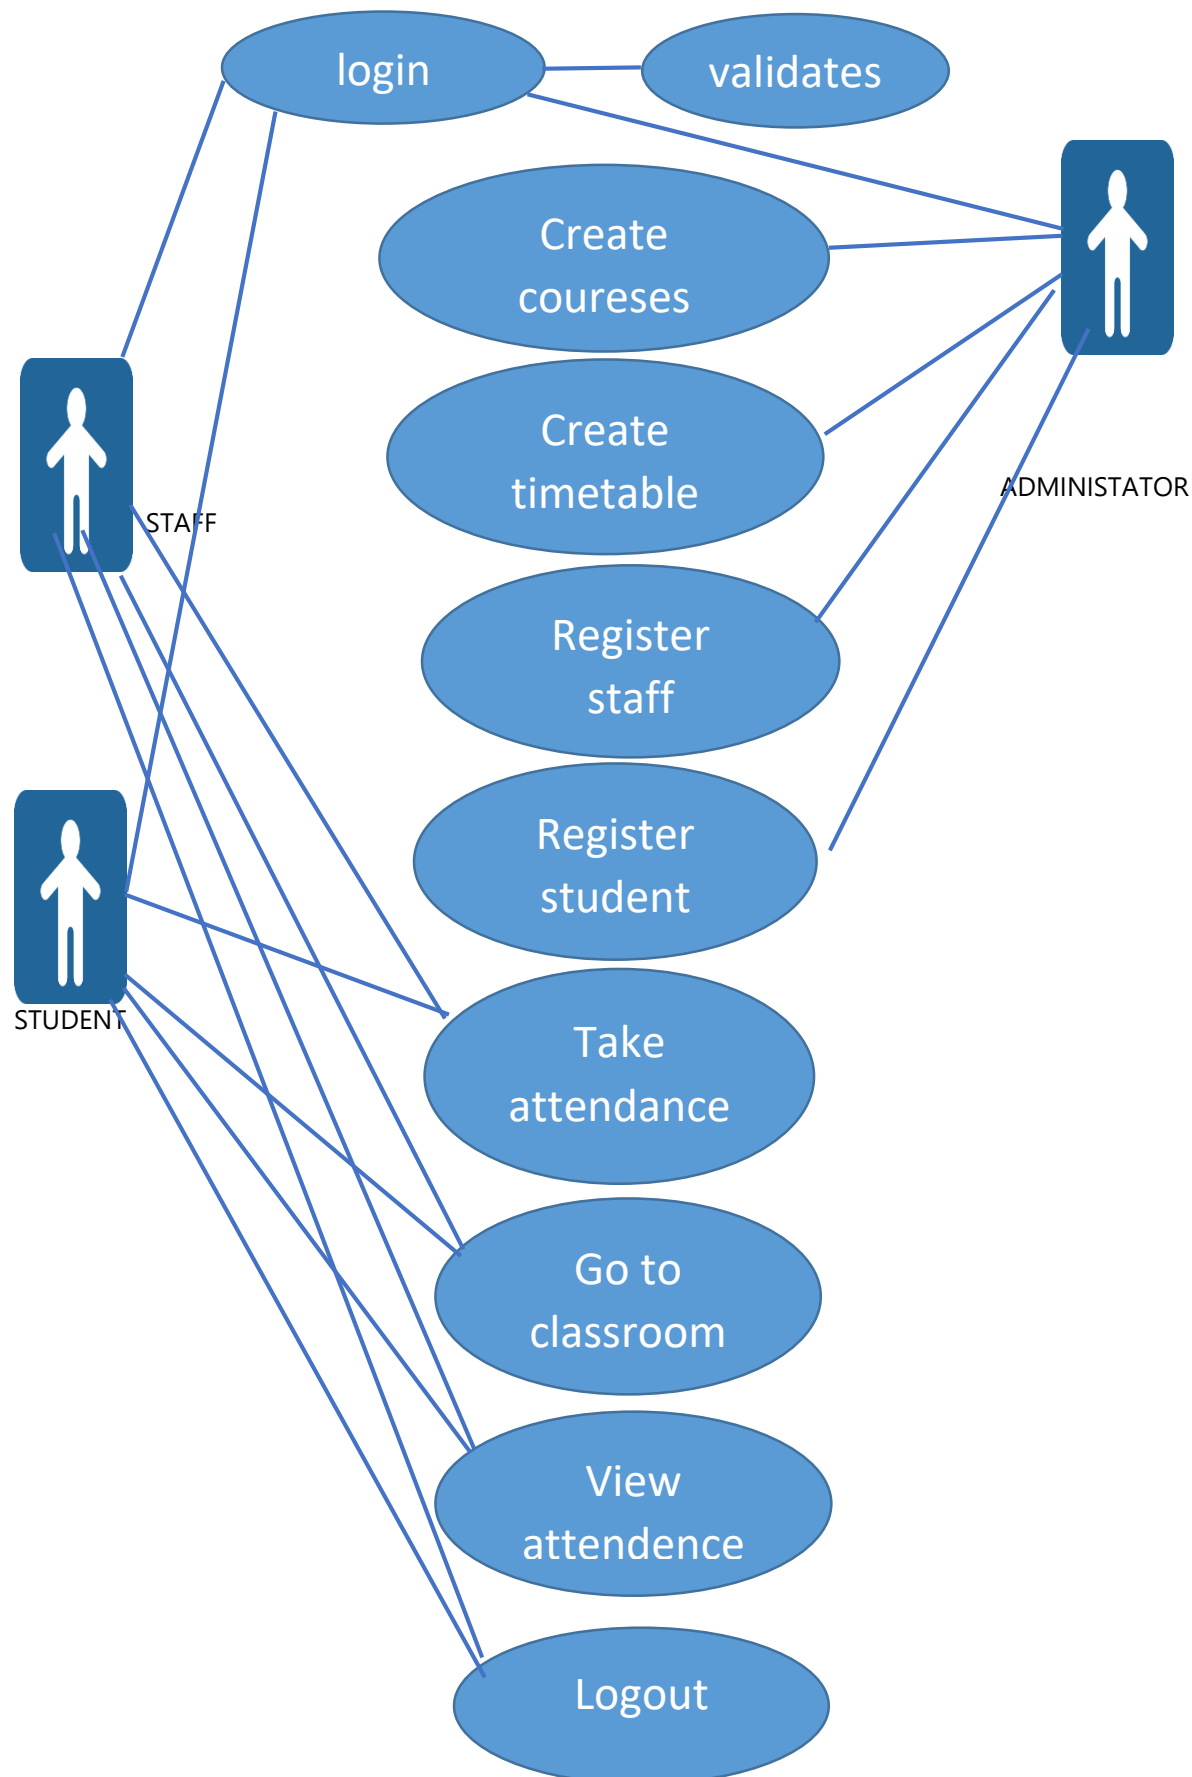 login
validates
Create
coureses
Create
timetable
ADMINISTATOR
STAFF
Register
staff
Register
student
STUDENT
Take
attendance
Go to
classroom
View
attendence
Logout